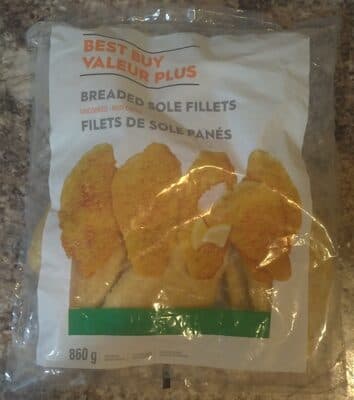 BEST BUY
VALEUR PLUS
BREADED SOLE FILLETS
FILETS DE SOLE PANÉS
860 g